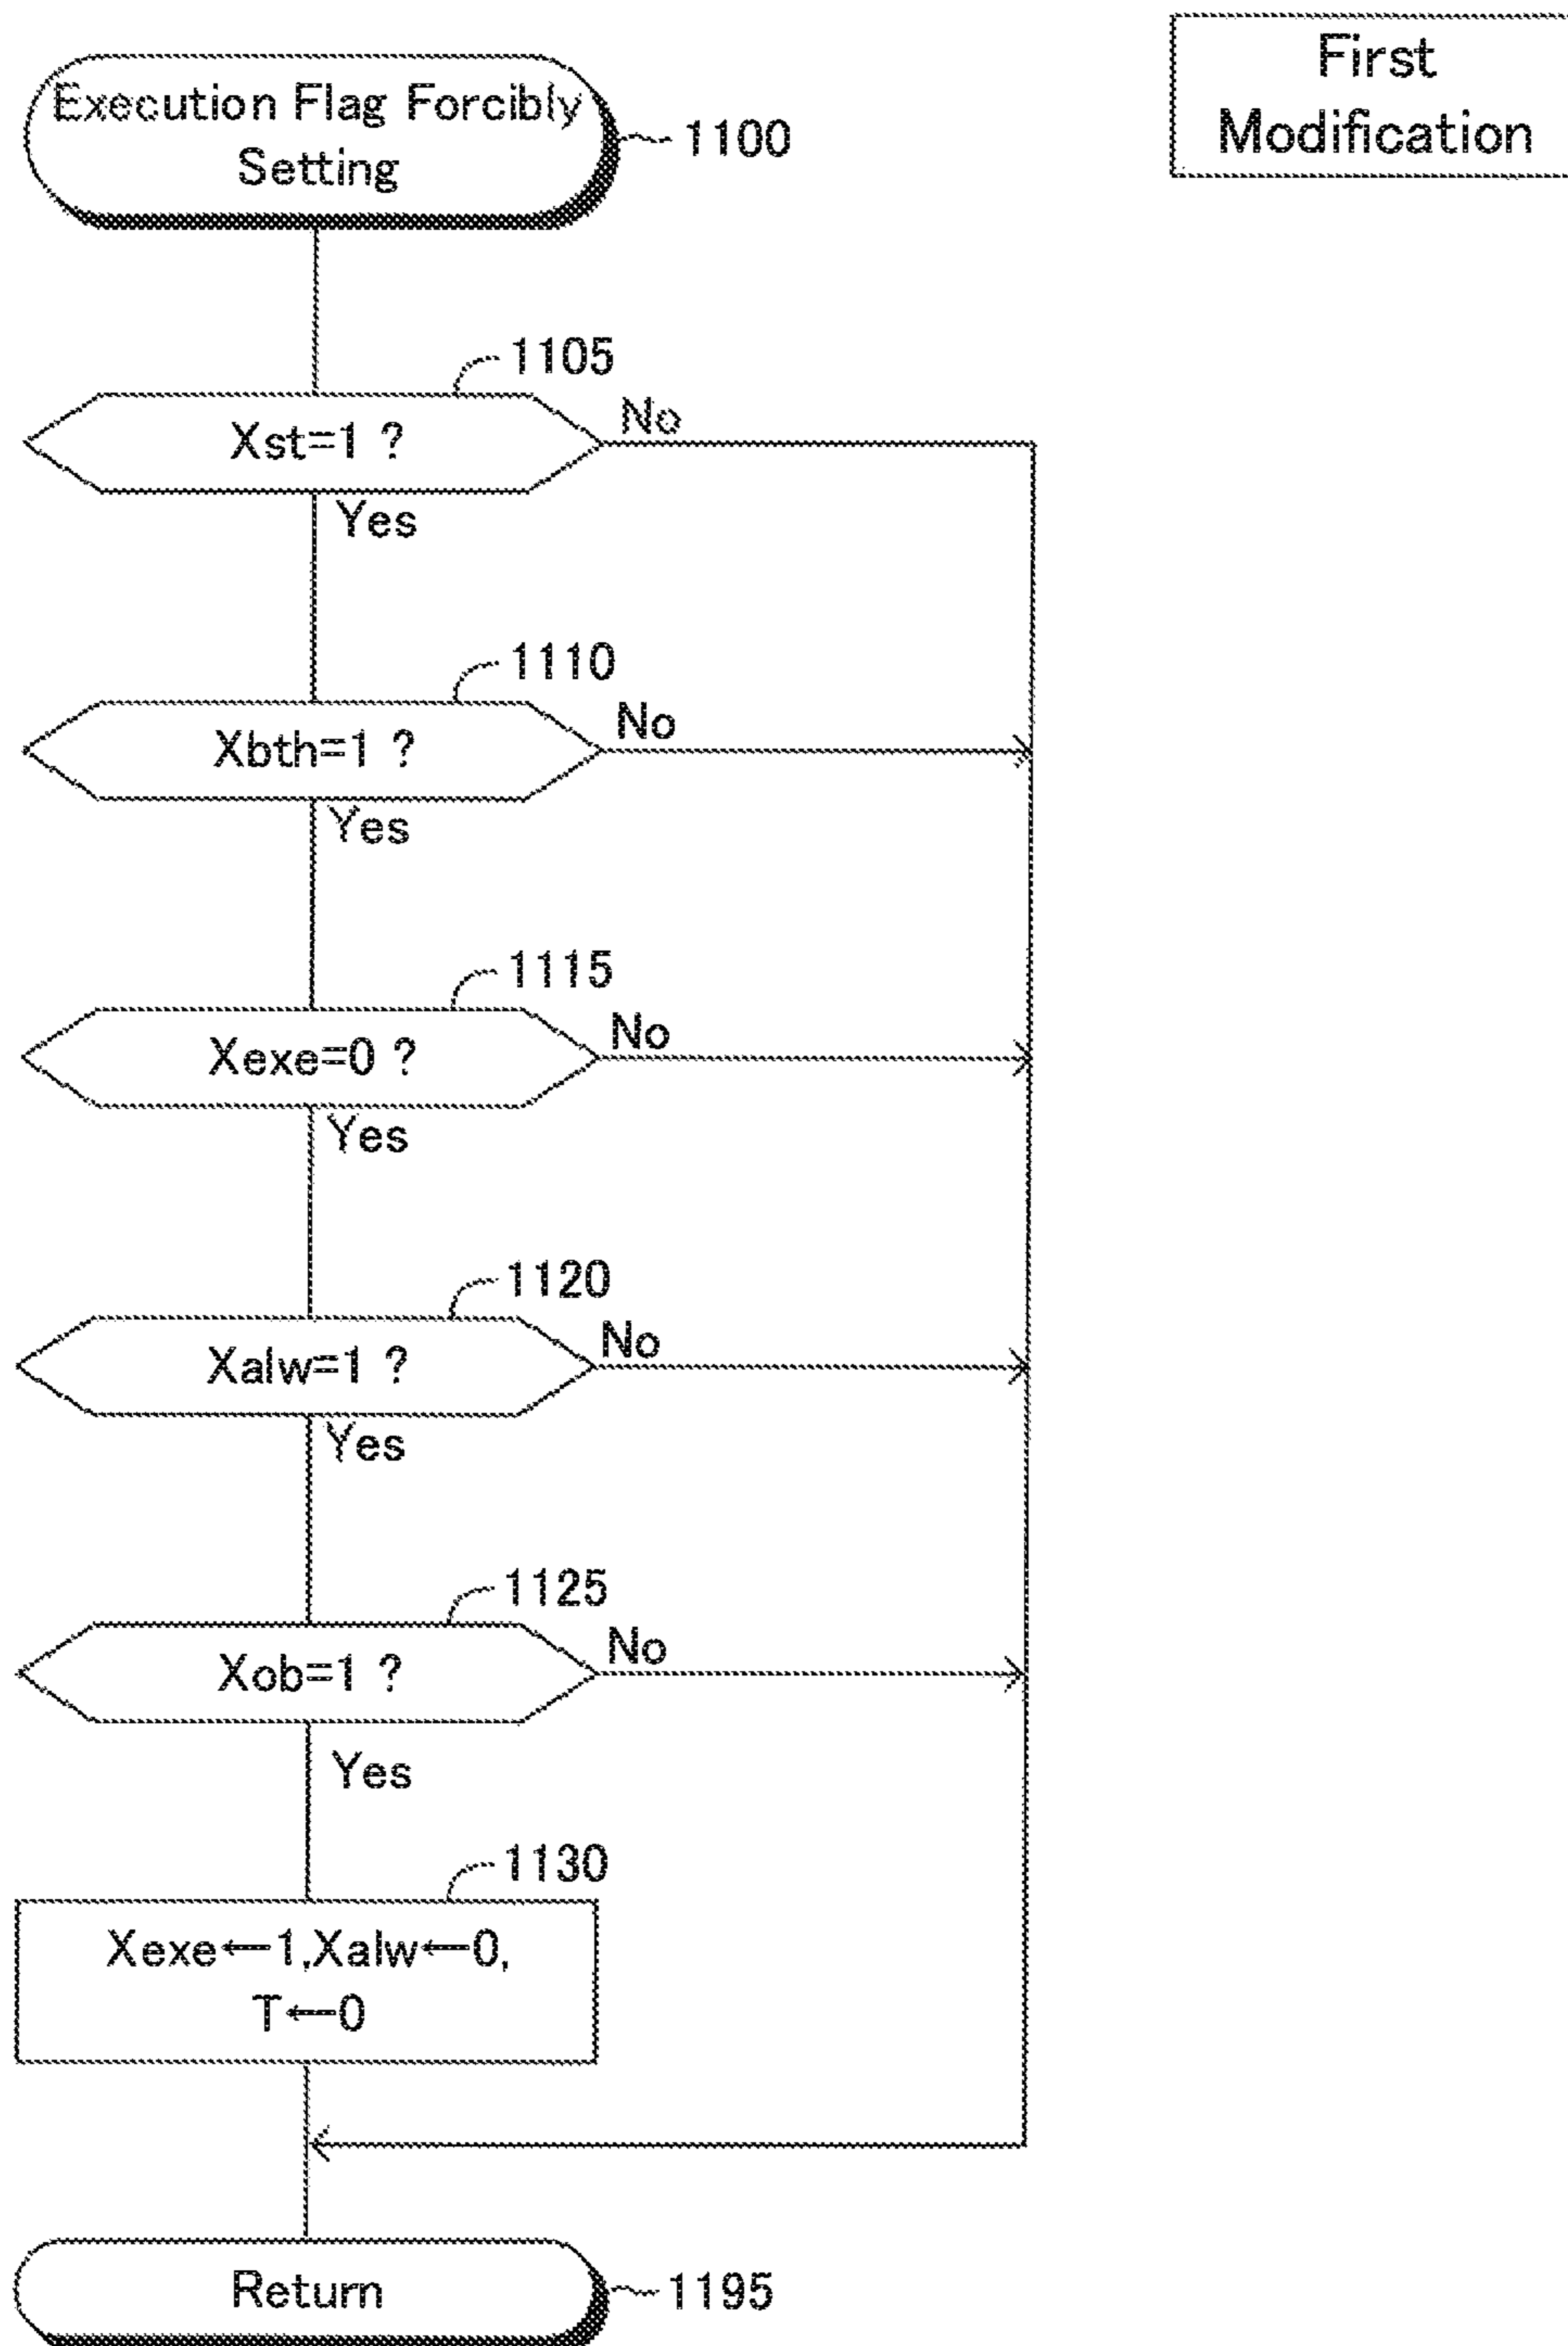 First
Modification
Execution Flag Forcibly
Setting
1100
1105
Xst=1 ?
No
Yes
1110
Xbth=1 ?
No
Yes
1115
Xexe=0 ?
No
Yes
1120
Xalw=1 ?
No
Yes
1125
Xob=1 ?
No
Yes
1130
Xexe←1,Xalw←0,
T←0
Return
1195